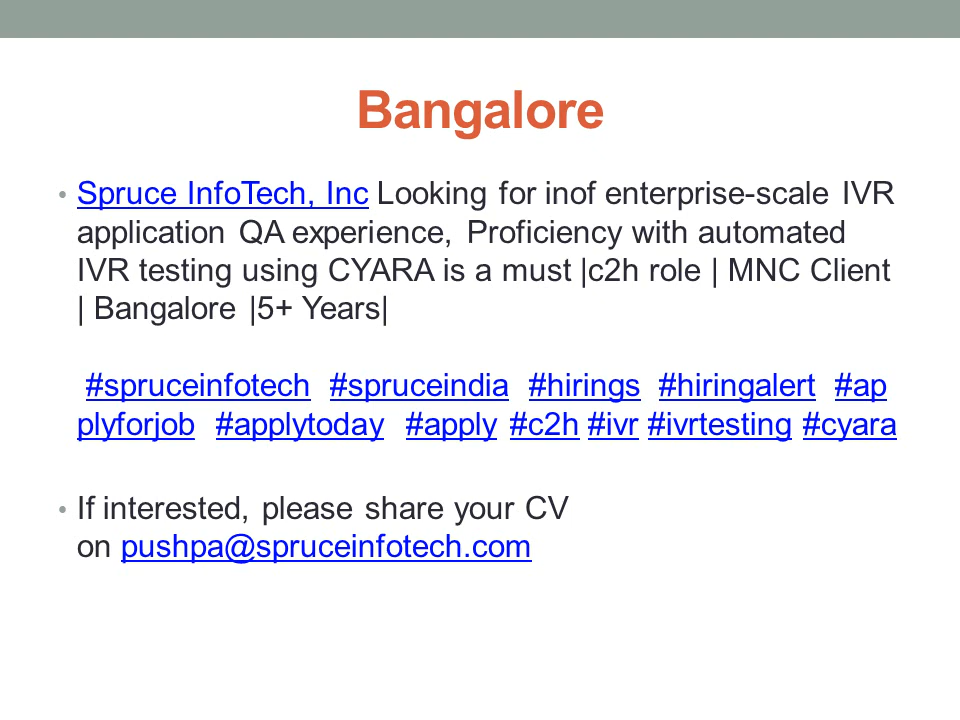 Bangalore
• Spruce InfoTech, Inc Looking for inof enterprise-scale IVR
application QA experience, Proficiency with automated
IVR testing using CYARA is a must |c2h role | MNC Client
| Bangalore |5+ Years|
#spruceinfotech #spruceindia #hirings #hiringalert #ap
plyforjob #applytoday #apply #c2h #ivr #ivrtesting #cyara
• If interested, please share your CV
on pushpa@spruceinfotech.com